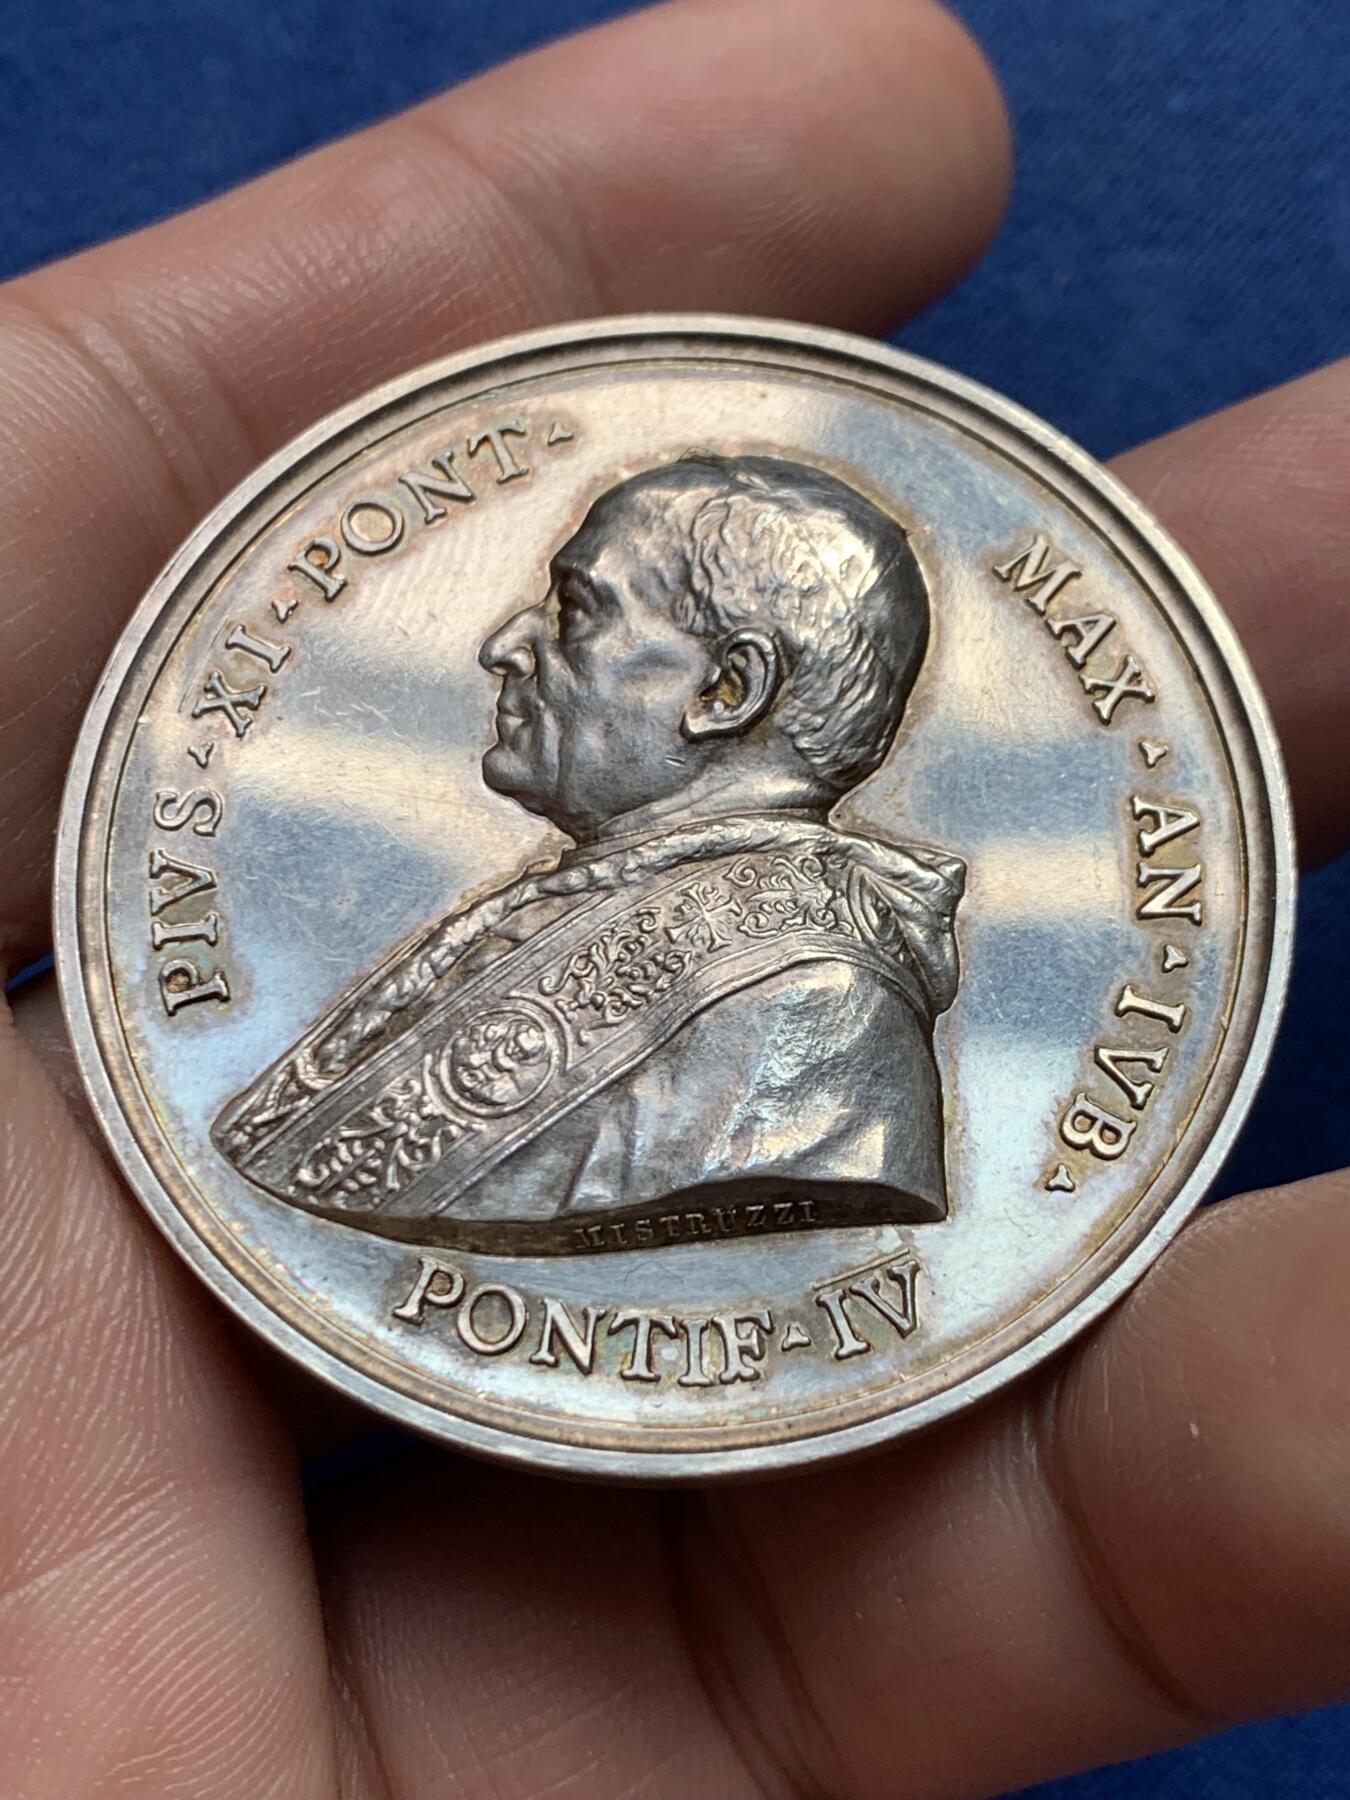 PIVS XI PONT MAX AN IVB
MISTRUZZI
PONTIF IV